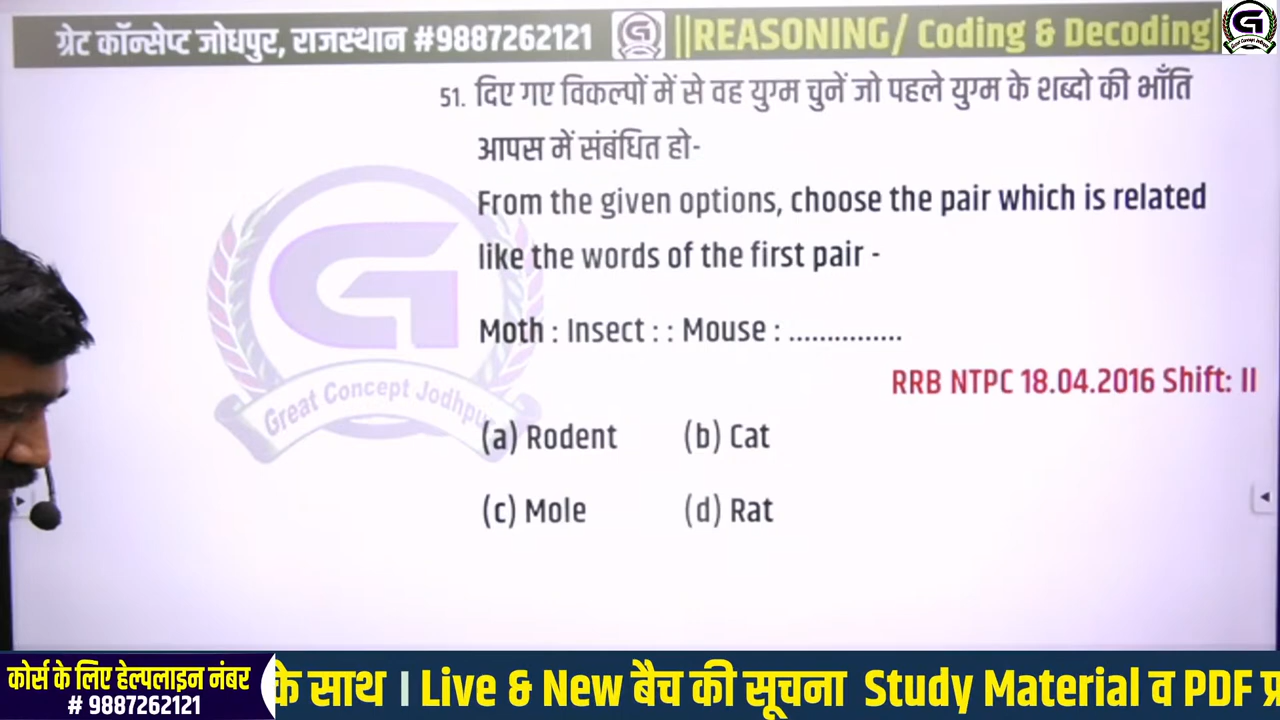 ग्रेट कॉन्सेप्ट जोधपुर, राजस्थान #9887262121 ||REASONING/ Coding & Decoding|
51. दिए गए विकल्पों में से वह युग्म चुनें जो पहले युग्म के शब्दो की भाँति
आपस में संबंधित हो-
From the given options, choose the pair which is related
like the words of the first pair -
Moth : Insect : : Mouse : ...............
RRB NTPC 18.04.2016 Shift: II
Great Concept Jodhpur
(a) Rodent (b) Cat
(c) Mole (d) Rat
कोर्स के लिए हेल्पलाइन नंबर
# 9887262121
के साथ । Live & New बैच की सूचना Study Material व PDF प्र